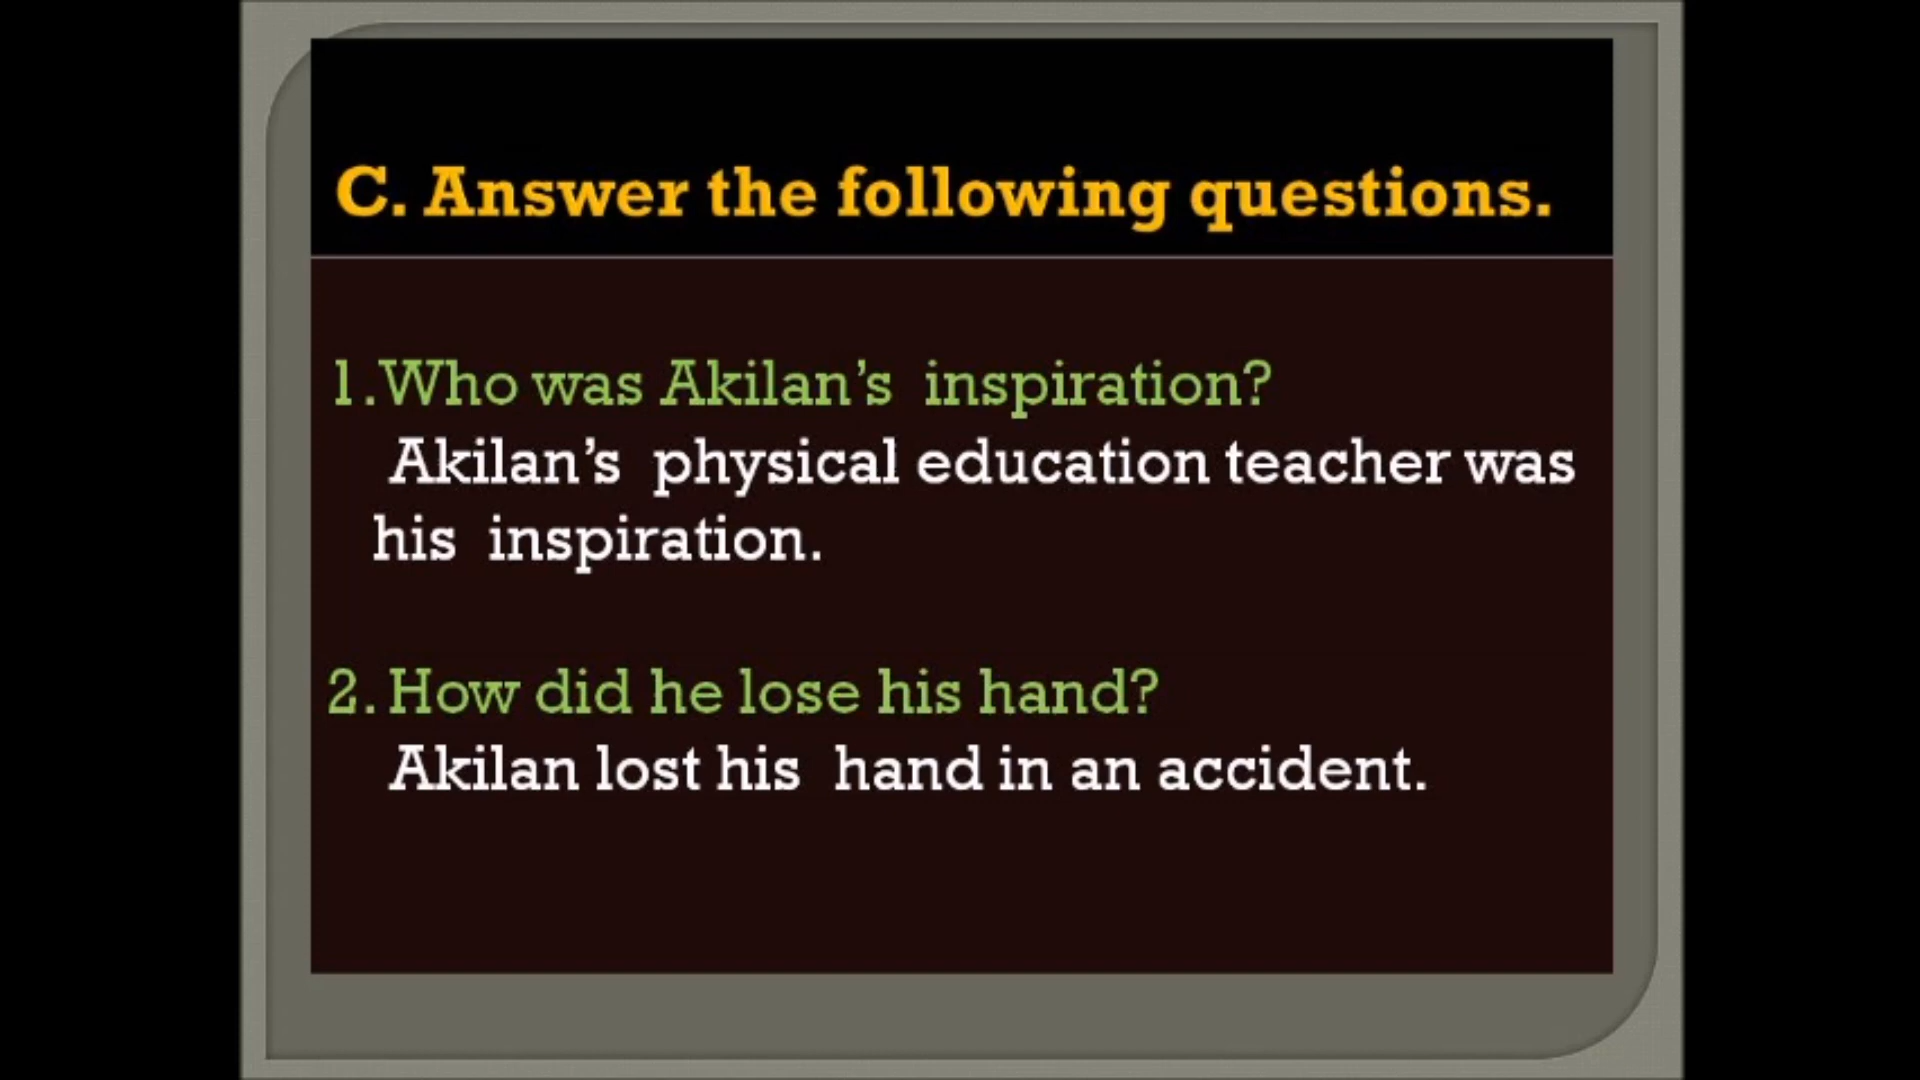 C. Answer the following questions.
1.Who was Akilan's inspiration?
Akilan's physical education teacher was
his inspiration.
2. How did he lose his hand?
Akilan lost his hand in an accident.